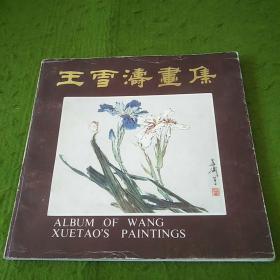 王雪濤畫集
ALBUM OF WANG
XUETAO'S PAINTINGS